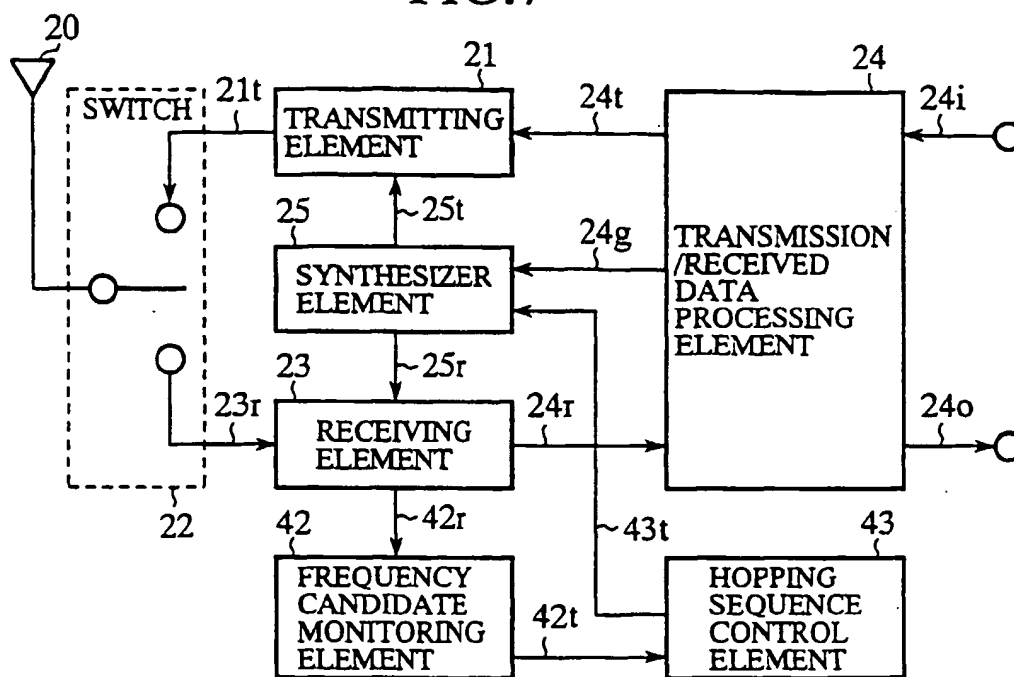 20
21
24
SWITCH
21t
TRANSMITTING
ELEMENT
24t
24i
25
25t
24g
SYNTHESIZER
ELEMENT
TRANSMISSION
/RECEIVED
DATA
PROCESSING
ELEMENT
23
25r
23r
RECEIVING
ELEMENT
24r
24o
22
42
42r
43t
43
FREQUENCY
CANDIDATE
MONITORING
ELEMENT
42t
HOPPING
SEQUENCE
CONTROL
ELEMENT